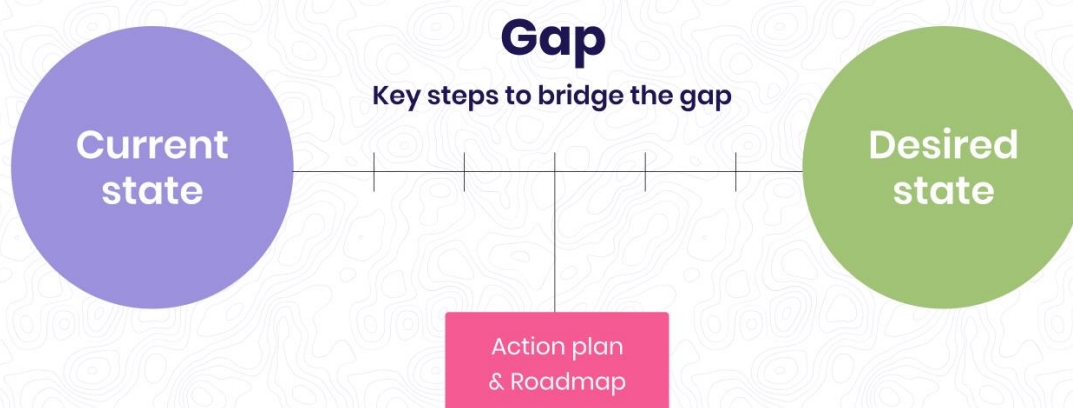 Gap
Key steps to bridge the gap
Current
state
Desired
state
Action plan
& Roadmap